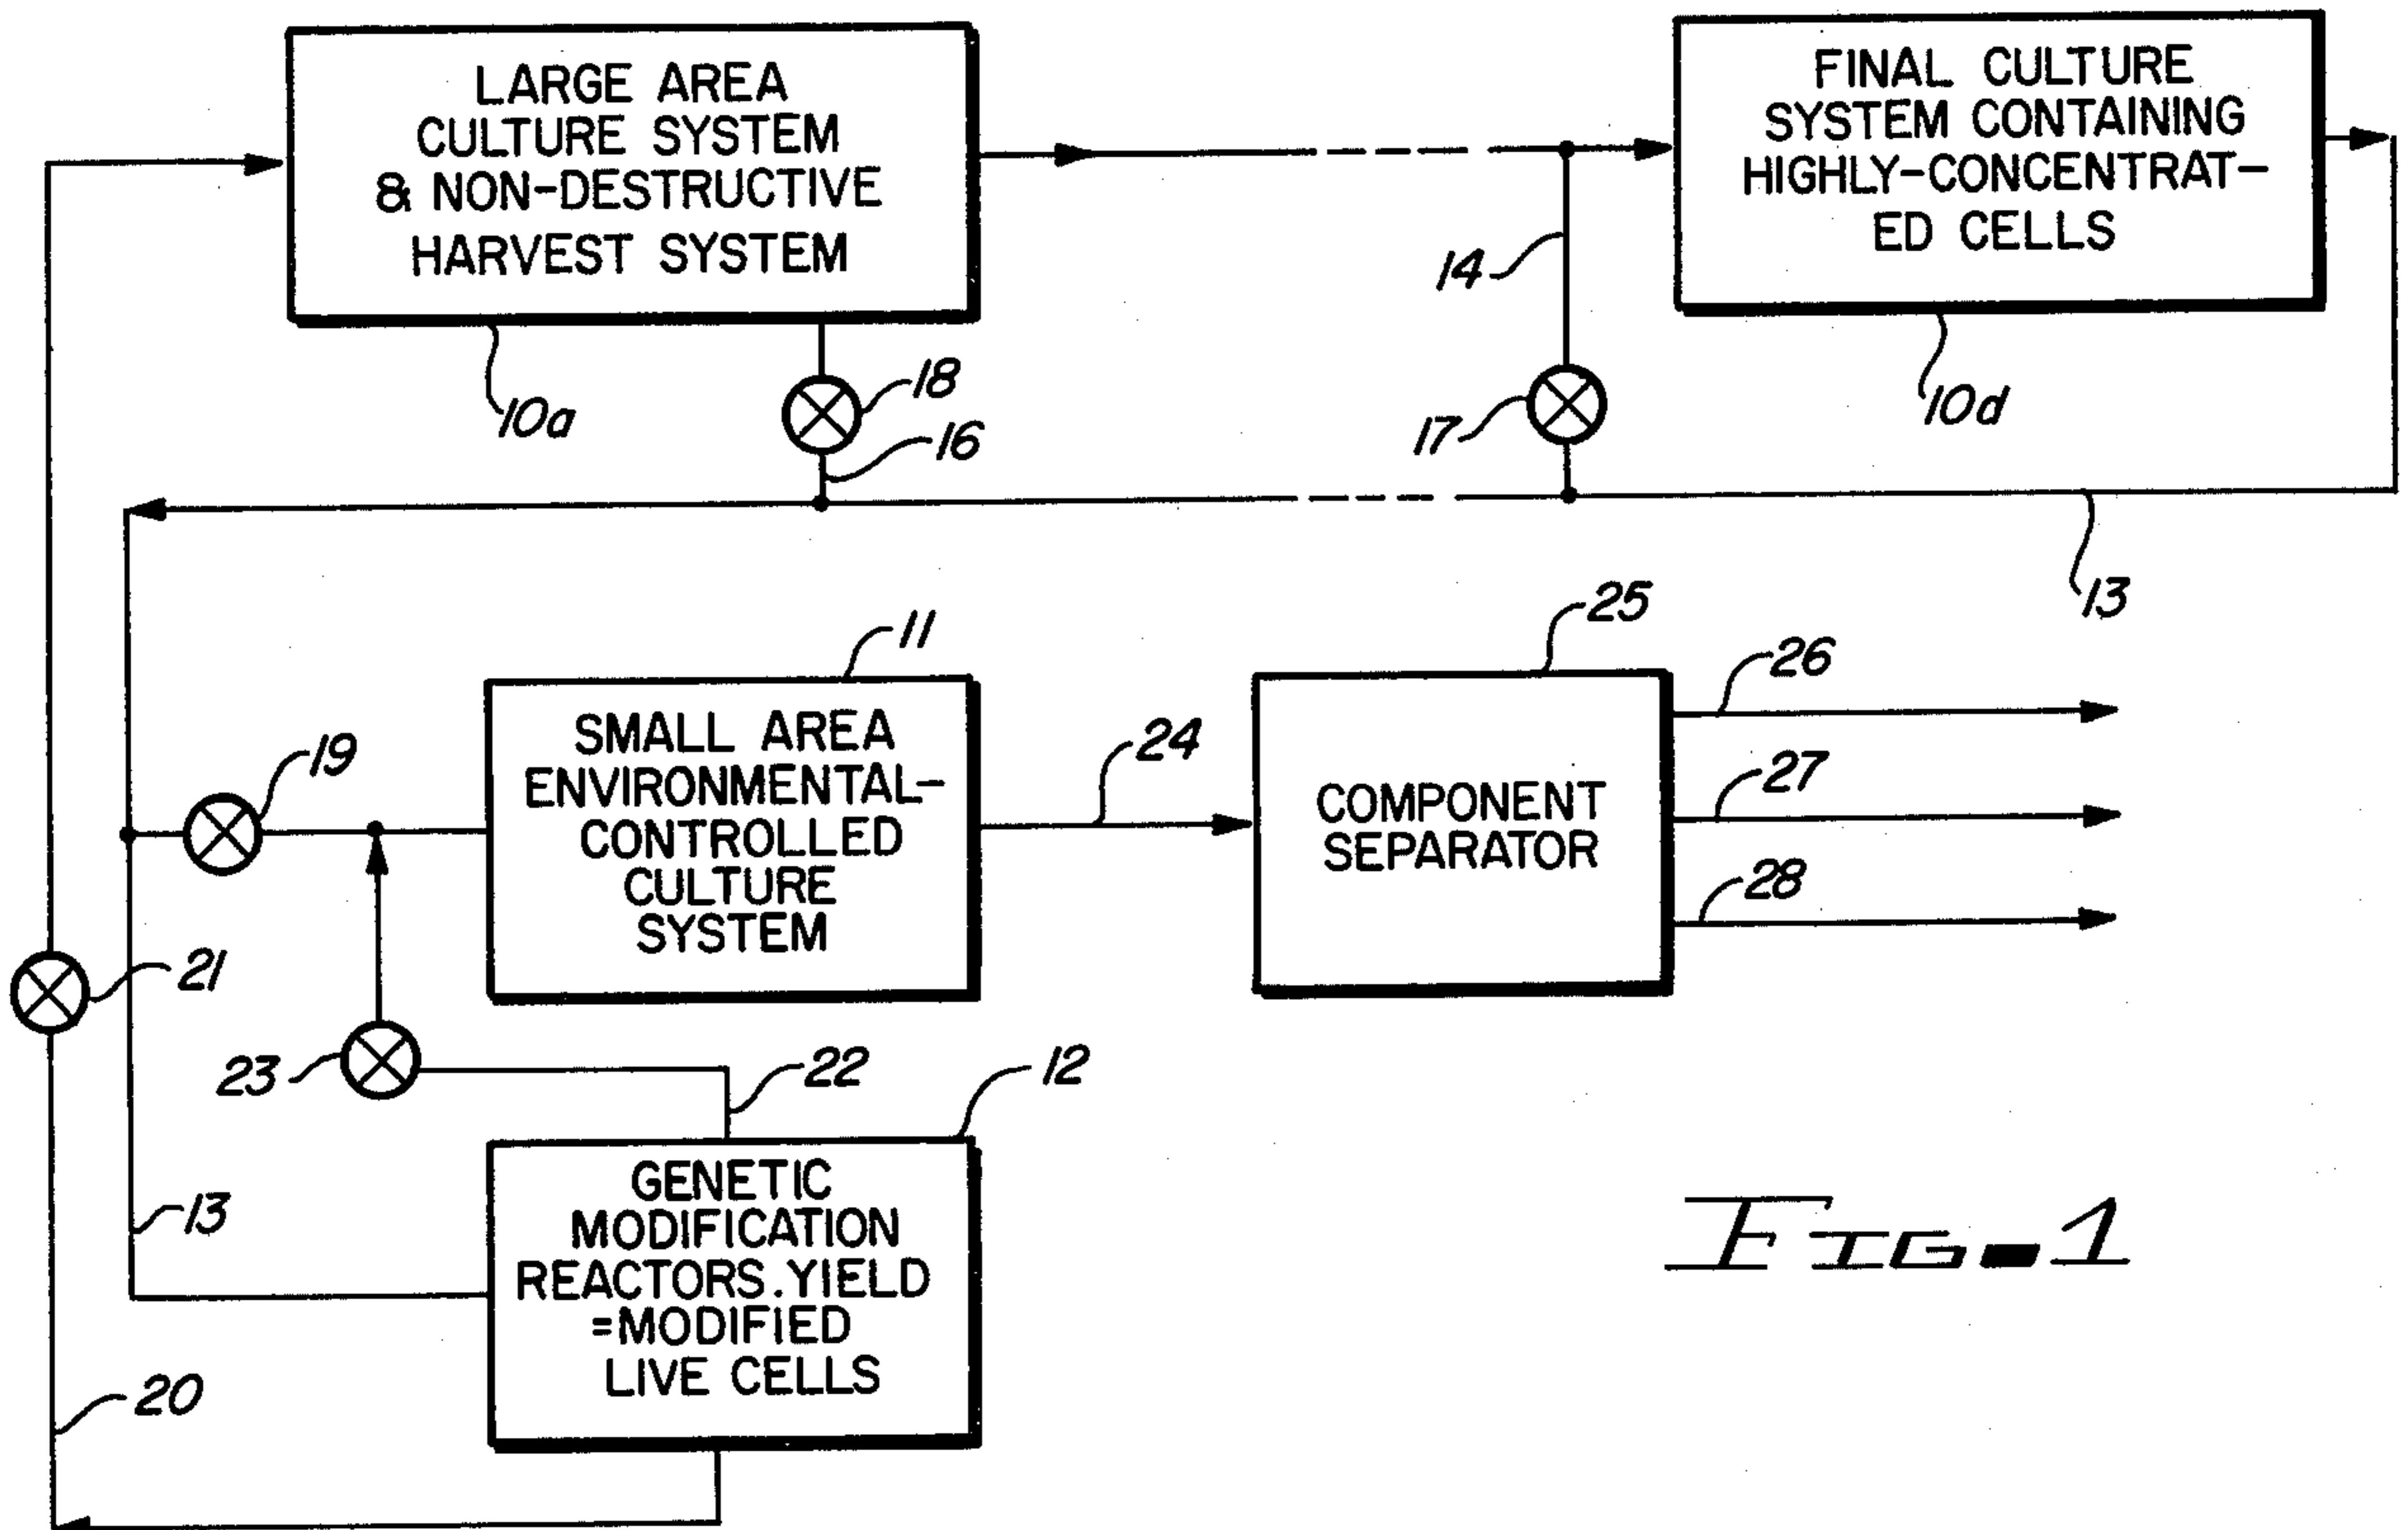 LARGE AREA
CULTURE SYSTEM
& NON-DESTRUCTIVE
HARVEST SYSTEM
FINAL CULTURE
SYSTEM CONTAINING
HIGHLY-CONCENTRAT-
ED CELLS
14
18
10a
16
17
10d
13
11
25
26
19
SMALL AREA
ENVIRONMENTAL-
CONTROLLED
CULTURE
SYSTEM
24
27
COMPONENT
SEPARATOR
28
21
23
22
12
13
GENETIC
MODIFICATION
REACTORS.YIELD
=MODIFIED
LIVE CELLS
20
FIG-1